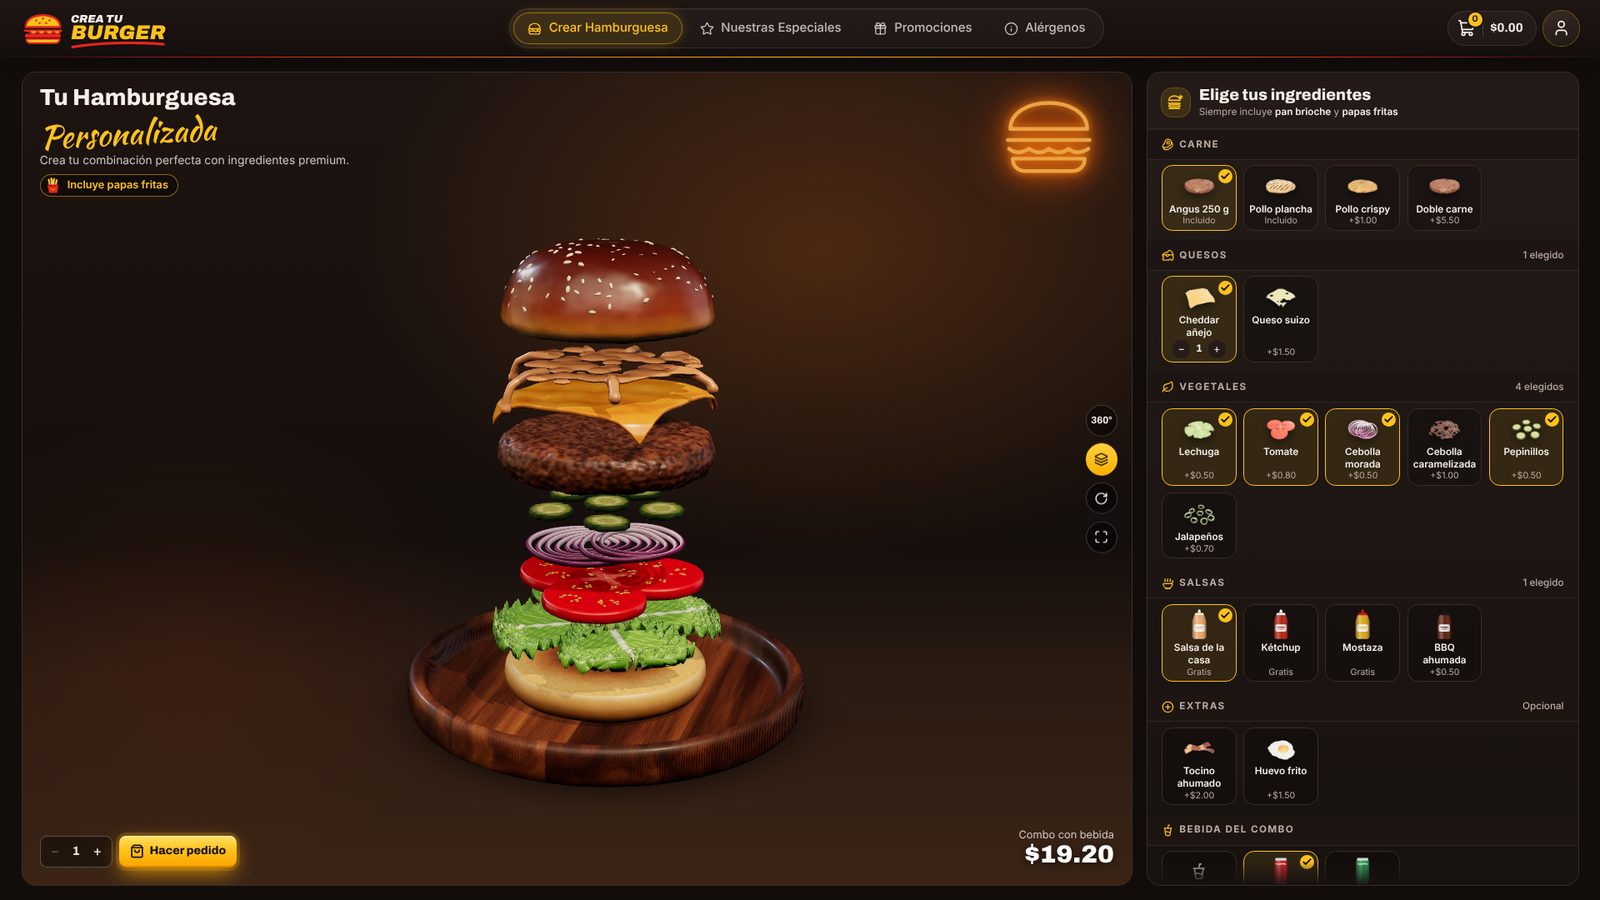 CREA TU
BURGER
Crear Hamburguesa
Nuestras Especiales
Promociones
Alérgenos
0
$0.00
Tu Hamburguesa
Personalizada
Crea tu combinación perfecta con ingredientes premium.
Incluye papas fritas
360°
− 1 +
Hacer pedido
Combo con bebida
$19.20
Elige tus ingredientes
Siempre incluye pan brioche y papas fritas
CARNE
Angus 250 g
Incluido
Pollo plancha
Incluido
Pollo crispy
+$1.00
Doble carne
+$5.50
QUESOS
1 elegido
Cheddar
añejo
− 1 +
Queso suizo
+$1.50
VEGETALES
4 elegidos
Lechuga
+$0.50
Tomate
+$0.80
Cebolla
morada
+$0.50
Cebolla
caramelizada
+$1.00
Pepinillos
+$0.50
Jalapeños
+$0.70
SALSAS
1 elegido
Salsa de la
casa
Gratis
Kétchup
Gratis
Mostaza
Gratis
BBQ
ahumada
+$0.50
EXTRAS
Opcional
Tocino
ahumado
+$2.00
Huevo frito
+$1.50
BEBIDA DEL COMBO